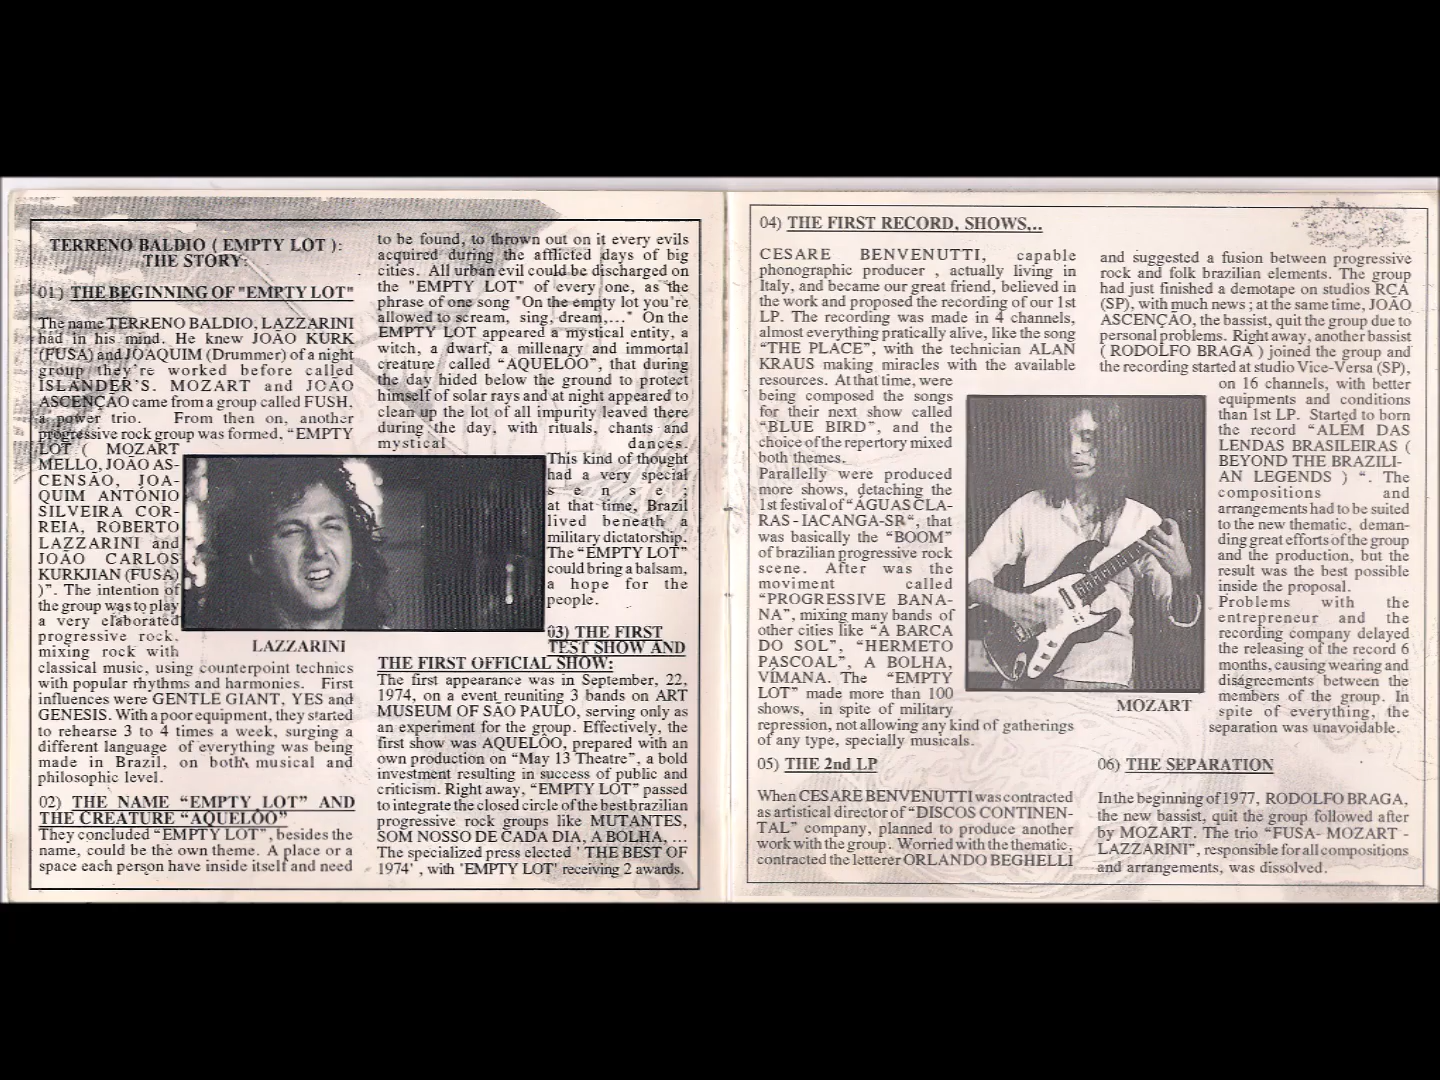 TERRENO BALDIO ( EMPTY LOT ):
THE STORY:
01) THE BEGINNING OF "EMPTY LOT"
The name TERRENO BALDIO, LAZZARINI
had in his mind. He knew JOÃO KURK
(FUSA) and JOAQUIM (Drummer) of a night
group they're worked before called
ISLANDER'S. MOZART and JOÃO
ASCENÇÃO came from a group called FUSH,
a power trio. From then on, another
progressive rock group was formed, "EMPTY
LOT ( MOZART
MELLO, JOÃO AS-
CENSÃO, JOA-
QUIM ANTÔNIO
SILVEIRA COR-
REIA, ROBERTO
LAZZARINI and
JOÃO CARLOS
KURKJIAN (FUSA)
)". The intention of
the group was to play
a very elaborated
progressive rock,
mixing rock with
classical music, using counterpoint technics
with popular rhythms and harmonies. First
influences were GENTLE GIANT, YES and
GENESIS. With a poor equipment, they started
to rehearse 3 to 4 times a week, surging a
different language of everything was being
made in Brazil, on both musical and
philosophic level.
02) THE NAME "EMPTY LOT" AND
THE CREATURE "AQUELÔO"
They concluded "EMPTY LOT", besides the
name, could be the own theme. A place or a
space each person have inside itself and need
LAZZARINI
to be found, to thrown out on it every evils
acquired during the afflicted days of big
cities. All urban evil could be discharged on
the "EMPTY LOT" of every one, as the
phrase of one song "On the empty lot you're
allowed to scream, sing, dream,..." On the
EMPTY LOT appeared a mystical entity, a
witch, a dwarf, a millenary and immortal
creature called "AQUELÔO", that during
the day hided below the ground to protect
himself of solar rays and at night appeared to
clean up the lot of all impurity leaved there
during the day, with rituals, chants and
mystical dances.
This kind of thought
had a very special
s e n s e ;
at that time, Brazil
lived beneath a
military dictatorship.
The "EMPTY LOT"
could bring a balsam,
a hope for the
people.
03) THE FIRST
TEST SHOW AND
THE FIRST OFFICIAL SHOW:
The first appearance was in September, 22,
1974, on a event reuniting 3 bands on ART
MUSEUM OF SÃO PAULO, serving only as
an experiment for the group. Effectively, the
first show was AQUELÔO, prepared with an
own production on "May 13 Theatre", a bold
investment resulting in success of public and
criticism. Right away, "EMPTY LOT" passed
to integrate the closed circle of the best brazilian
progressive rock groups like MUTANTES,
SOM NOSSO DE CADA DIA, A BOLHA, ...
The specialized press elected ' THE BEST OF
1974' , with 'EMPTY LOT' receiving 2 awards.
04) THE FIRST RECORD, SHOWS,..
CESARE BENVENUTTI, capable
phonographic producer , actually living in
Italy, and became our great friend, believed in
the work and proposed the recording of our 1st
LP. The recording was made in 4 channels,
almost everything pratically alive, like the song
"THE PLACE", with the technician ALAN
KRAUS making miracles with the available
resources. At that time, were
being composed the songs
for their next show called
"BLUE BIRD", and the
choice of the repertory mixed
both themes.
Parallelly were produced
more shows, detaching the
1st festival of "ÁGUAS CLA-
RAS - IACANGA-SR", that
was basically the "BOOM"
of brazilian progressive rock
scene. After was the
moviment called
"PROGRESSIVE BANA-
NA", mixing many bands of
other cities like "A BARCA
DO SOL", "HERMETO
PASCOAL", A BOLHA,
VÍMANA. The "EMPTY
LOT" made more than 100
shows, in spite of military
repression, not allowing any kind of gatherings
of any type, specially musicals.
05) THE 2nd LP
When CESARE BENVENUTTI was contracted
as artistical director of "DISCOS CONTINEN-
TAL" company, planned to produce another
work with the group. Worried with the thematic,
contracted the letterer ORLANDO BEGHELLI
and suggested a fusion between progressive
rock and folk brazilian elements. The group
had just finished a demotape on studios RCA
(SP), with much news ; at the same time, JOÃO
ASCENÇÃO, the bassist, quit the group due to
personal problems. Right away, another bassist
( RODOLFO BRAGA ) joined the group and
the recording started at studio Vice-Versa (SP),
on 16 channels, with better
equipments and conditions
than 1st LP. Started to born
the record "ALÉM DAS
LENDAS BRASILEIRAS (
BEYOND THE BRAZILI-
AN LEGENDS ) ". The
compositions and
arrangements had to be suited
to the new thematic, deman-
ding great efforts of the group
and the production, but the
result was the best possible
inside the proposal.
Problems with the
entrepreneur and the
recording company delayed
the releasing of the record 6
months, causing wearing and
disagreements between the
members of the group. In
spite of everything, the
separation was unavoidable.
MOZART
06) THE SEPARATION
In the beginning of 1977, RODOLFO BRAGA,
the new bassist, quit the group followed after
by MOZART. The trio "FUSA- MOZART -
LAZZARINI", responsible for all compositions
and arrangements, was dissolved.